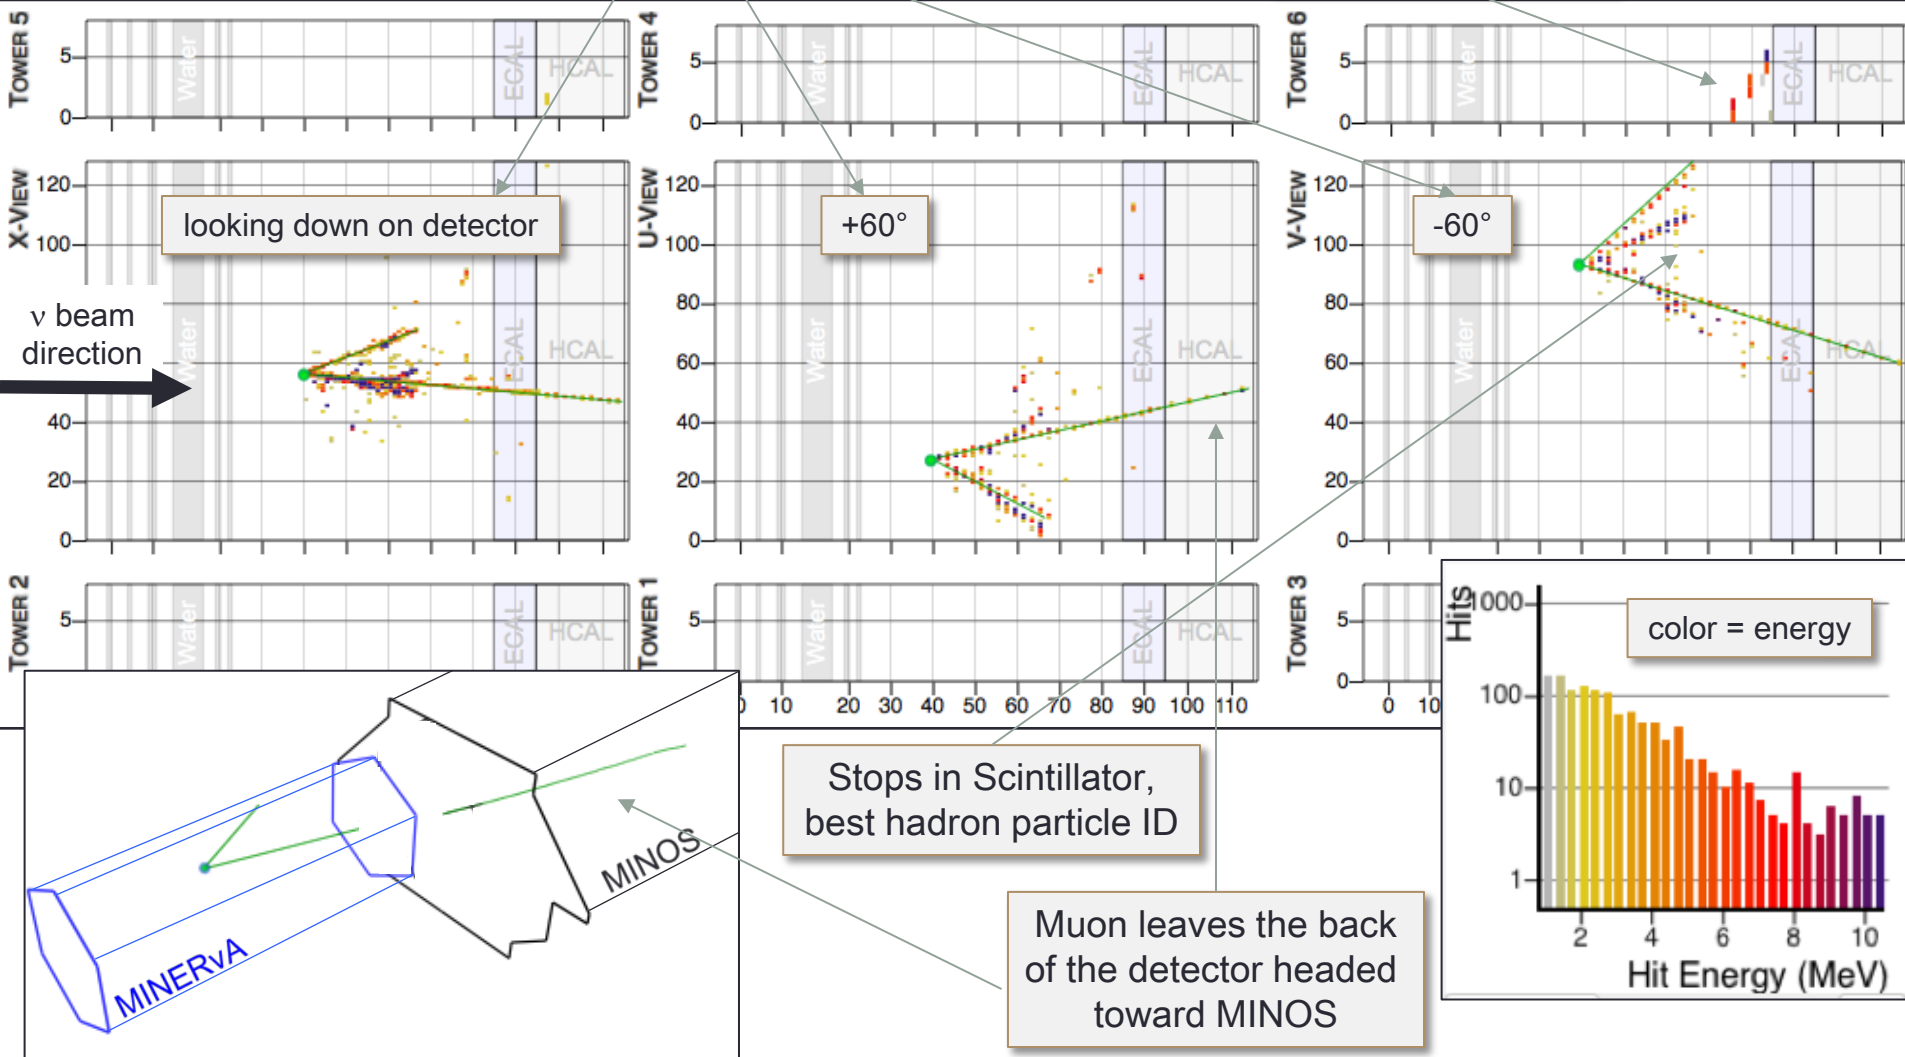 TOWER 5
5
0
Water
ECAL
HCAL
TOWER 4
5
0
Water
ECAL
HCAL
TOWER 6
5
0
Water
ECAL
HCAL
X-VIEW
120
100
80
60
40
20
0
looking down on detector
Water
ECAL
HCAL
ν beam
direction
U-VIEW
120
100
80
60
40
20
0
+60°
Water
ECAL
HCAL
V-VIEW
120
100
80
60
40
20
0
-60°
Water
ECAL
HCAL
TOWER 2
5
Water
ECAL
HCAL
TOWER 1
5
Water
ECAL
HCAL
0 10 20 30 40 50 60 70 80 90 100 110
TOWER 3
5
0
0 10
MINERvA
MINOS
Stops in Scintillator,
best hadron particle ID
Muon leaves the back
of the detector headed
toward MINOS
Hits
1000
100
10
1
color = energy
2 4 6 8 10
Hit Energy (MeV)